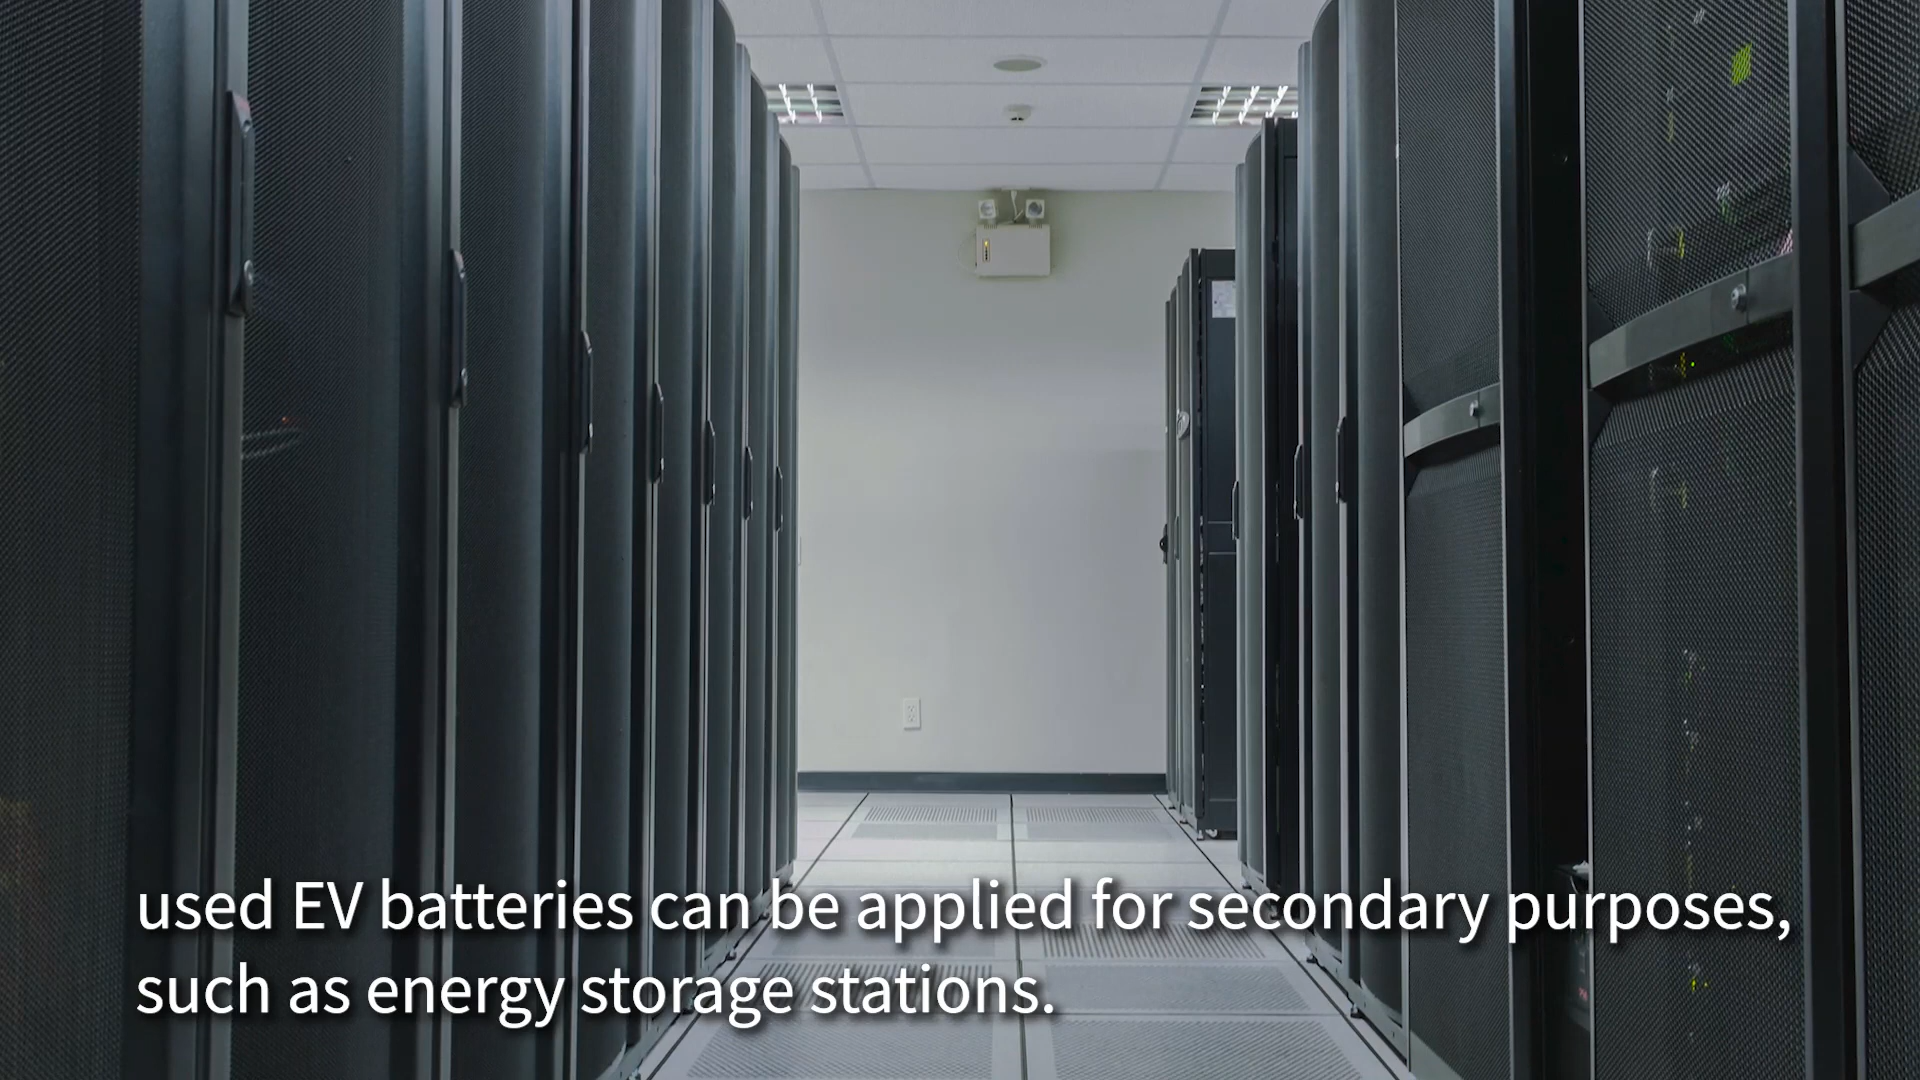 used EV batteries can be applied for secondary purposes,
such as energy storage stations.